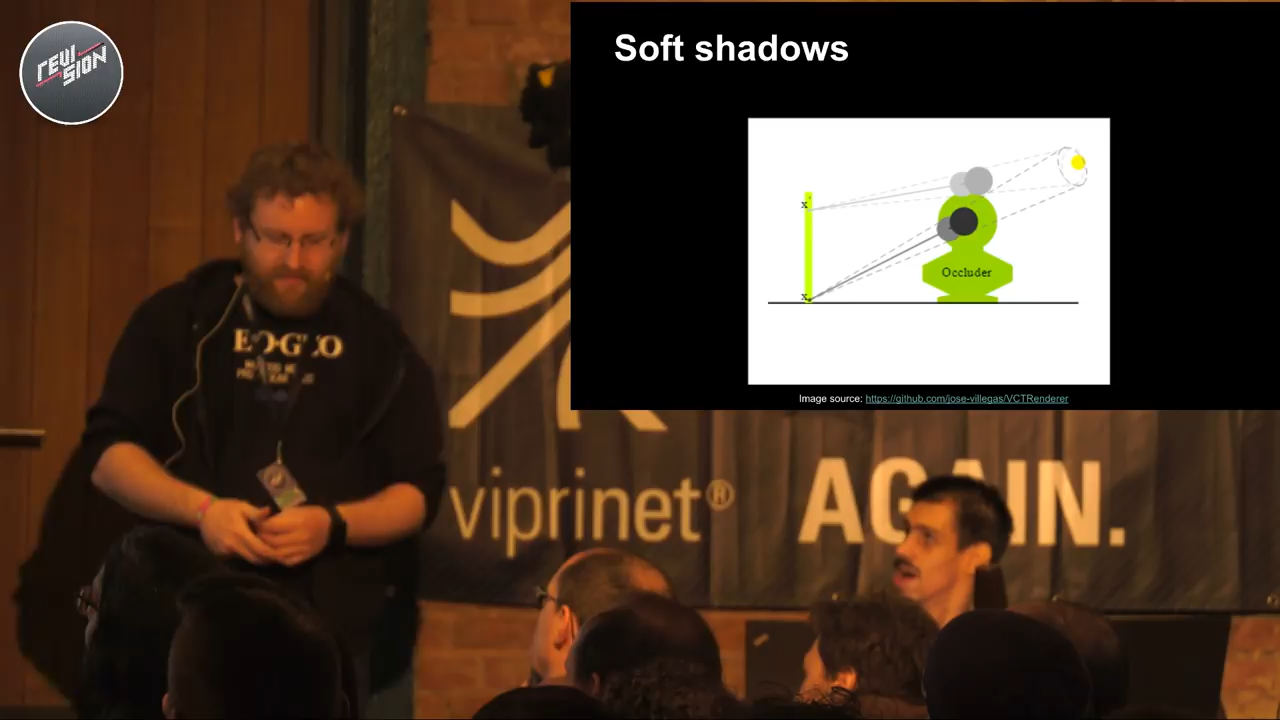 REVISION
Soft shadows
x
x
Occluder
Image source: https://github.com/jose-villegas/VCTRenderer
viprinet®
AGAIN.